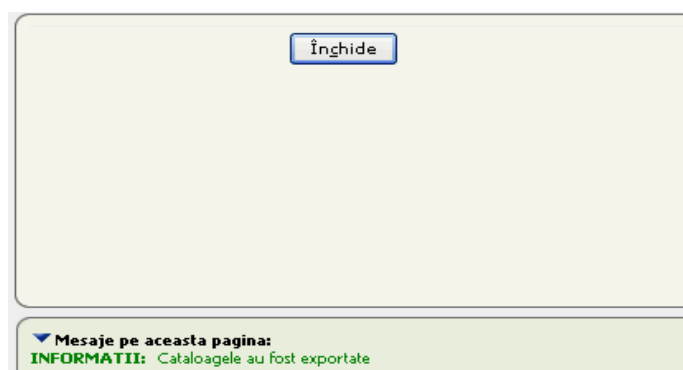 Închide
Mesaje pe aceasta pagina:
INFORMATII: Cataloagele au fost exportate